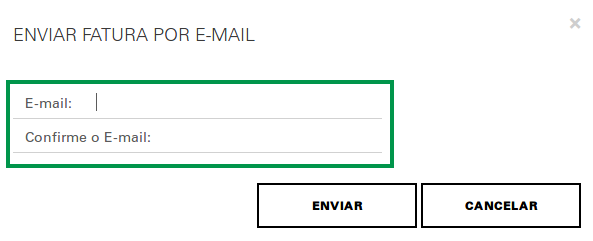 ENVIAR FATURA POR E-MAIL
×
E-mail:
Confirme o E-mail:
ENVIAR
CANCELAR